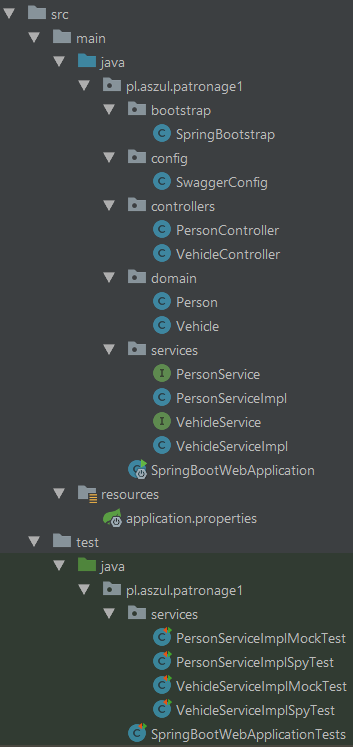 src
main
java
pl.aszul.patronage1
bootstrap
C SpringBootstrap
config
C SwaggerConfig
controllers
C PersonController
C VehicleController
domain
C Person
C Vehicle
services
I PersonService
C PersonServiceImpl
I VehicleService
C VehicleServiceImpl
C SpringBootWebApplication
resources
application.properties
test
java
pl.aszul.patronage1
services
C PersonServiceImplMockTest
C PersonServiceImplSpyTest
C VehicleServiceImplMockTest
C VehicleServiceImplSpyTest
C SpringBootWebApplicationTests